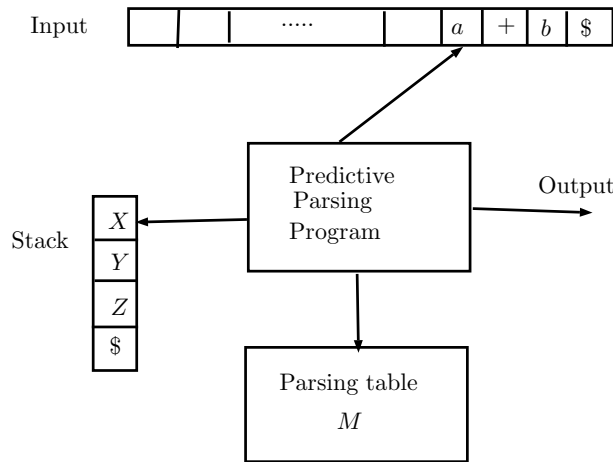 Input ..... a + b $
Predictive
Parsing
Program
Output
Stack
X
Y
Z
$
Parsing table
M